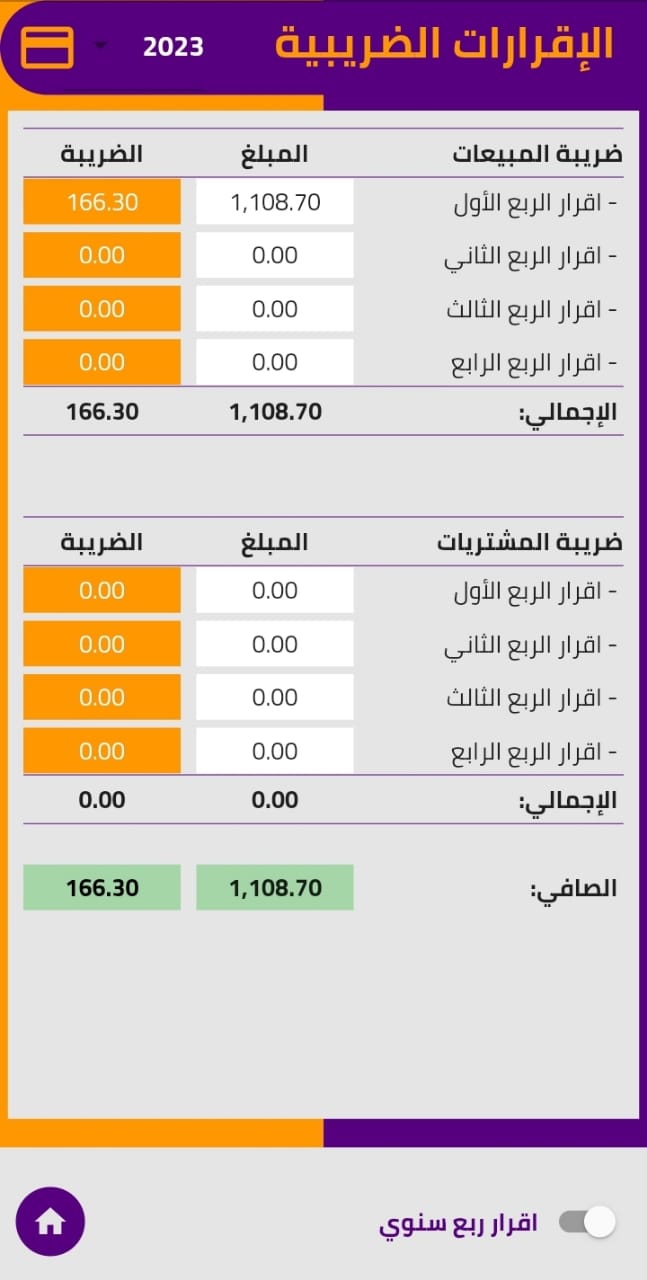 الإقرارات الضريبية 2023
ضريبة المبيعات المبلغ الضريبة
- اقرار الربع الأول 1,108.70 166.30
- اقرار الربع الثاني 0.00 0.00
- اقرار الربع الثالث 0.00 0.00
- اقرار الربع الرابع 0.00 0.00
الإجمالي: 1,108.70 166.30
ضريبة المشتريات المبلغ الضريبة
- اقرار الربع الأول 0.00 0.00
- اقرار الربع الثاني 0.00 0.00
- اقرار الربع الثالث 0.00 0.00
- اقرار الربع الرابع 0.00 0.00
الإجمالي: 0.00 0.00
الصافي: 1,108.70 166.30
اقرار ربع سنوي